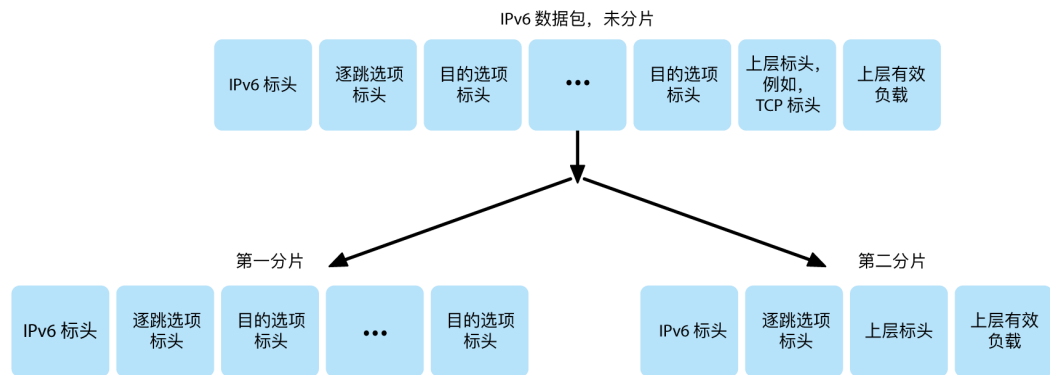 IPv6 数据包，未分片
IPv6 标头
逐跳选项
标头
目的选项
标头
•••
目的选项
标头
上层标头，
例如，
TCP 标头
上层有效
负载
第一分片
第二分片
IPv6 标头
逐跳选项
标头
目的选项
标头
•••
目的选项
标头
IPv6 标头
逐跳选项
标头
上层标头
上层有效
负载